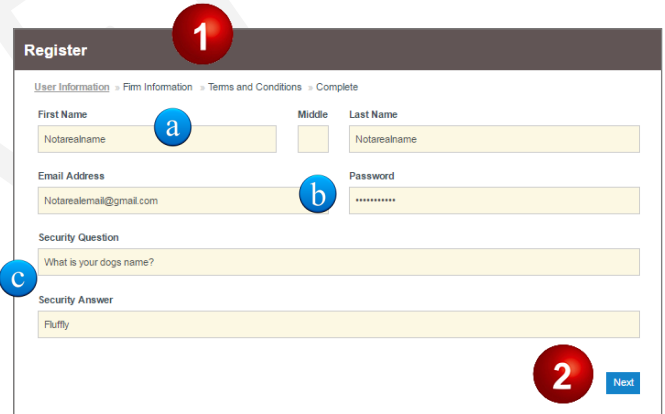 1
Register
User Information » Firm Information » Terms and Conditions » Complete
First Name Middle Last Name
Notarealname a Notarealname
Email Address Password
Notarealemail@gmail.com b •••••••••••
Security Question
What is your dogs name?
c
Security Answer
Fluffly
2 Next